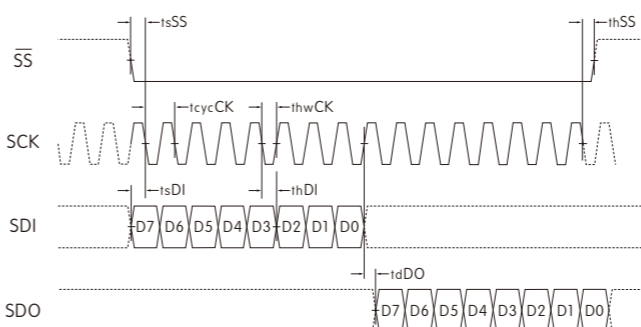 tsSS
thSS
SS
tcycCK
thwCK
SCK
tsDI
thDI
SDI
D7 D6 D5 D4 D3 D2 D1 D0
tdDO
SDO
D7 D6 D5 D4 D3 D2 D1 D0